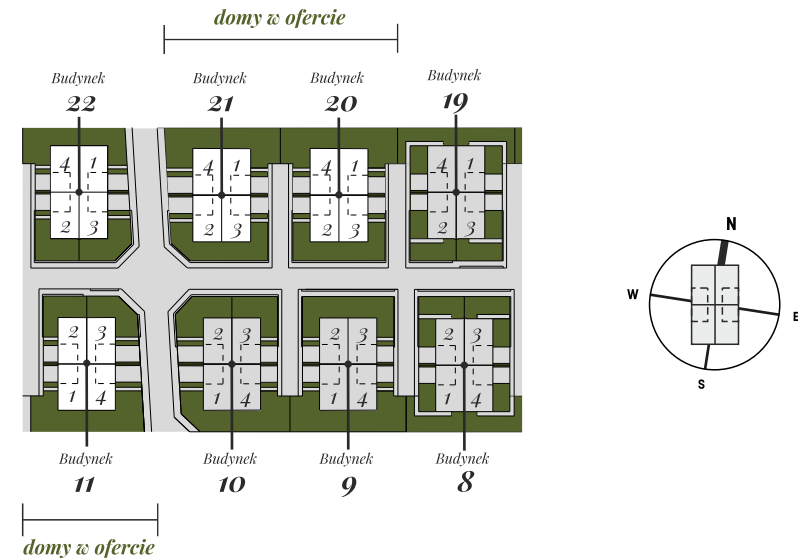 domy w ofercie
Budynek
22
Budynek
21
Budynek
20
Budynek
19
4 1
2 3
4 1
2 3
4 1
2 3
4 1
2 3
2 3
1 4
2 3
1 4
2 3
1 4
2 3
1 4
Budynek
11
Budynek
10
Budynek
9
Budynek
8
domy w ofercie
N
W
E
S